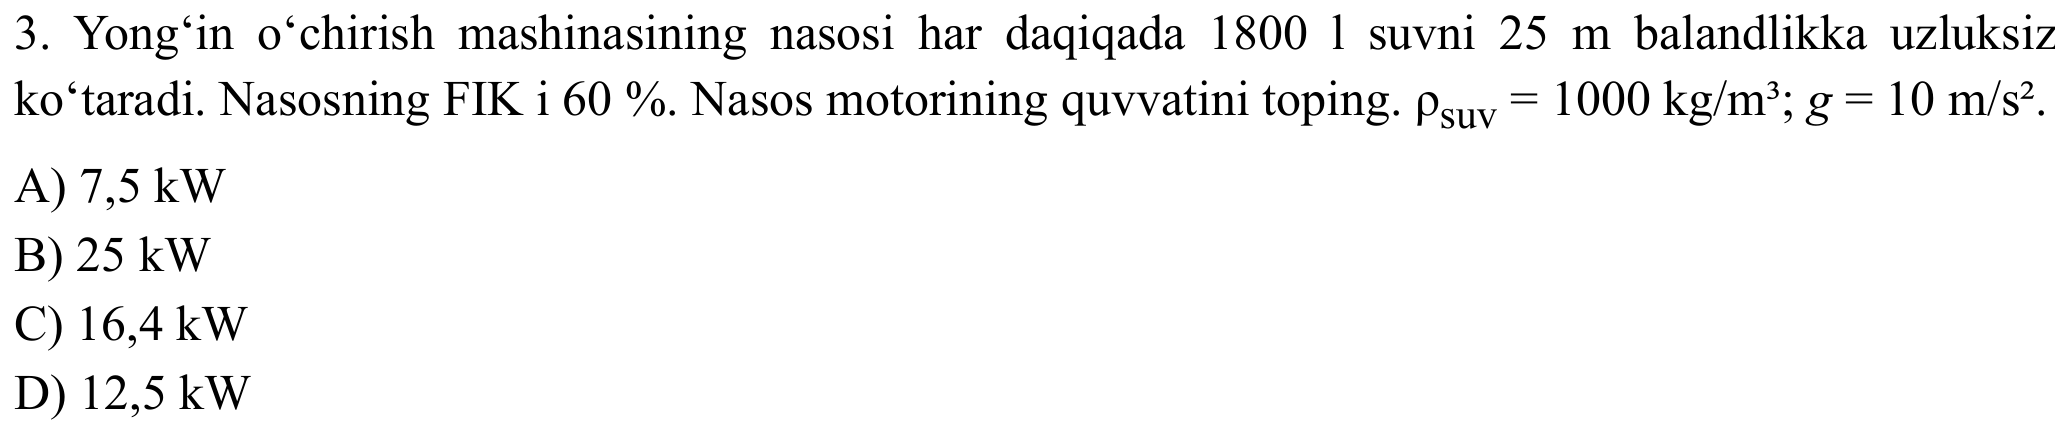 3. Yong‘in o‘chirish mashinasining nasosi har daqiqada 1800 l suvni 25 m balandlikka uzluksiz
ko‘taradi. Nasosning FIK i 60 %. Nasos motorining quvvatini toping. ρsuv = 1000 kg/m³; g = 10 m/s².
A) 7,5 kW
B) 25 kW
C) 16,4 kW
D) 12,5 kW